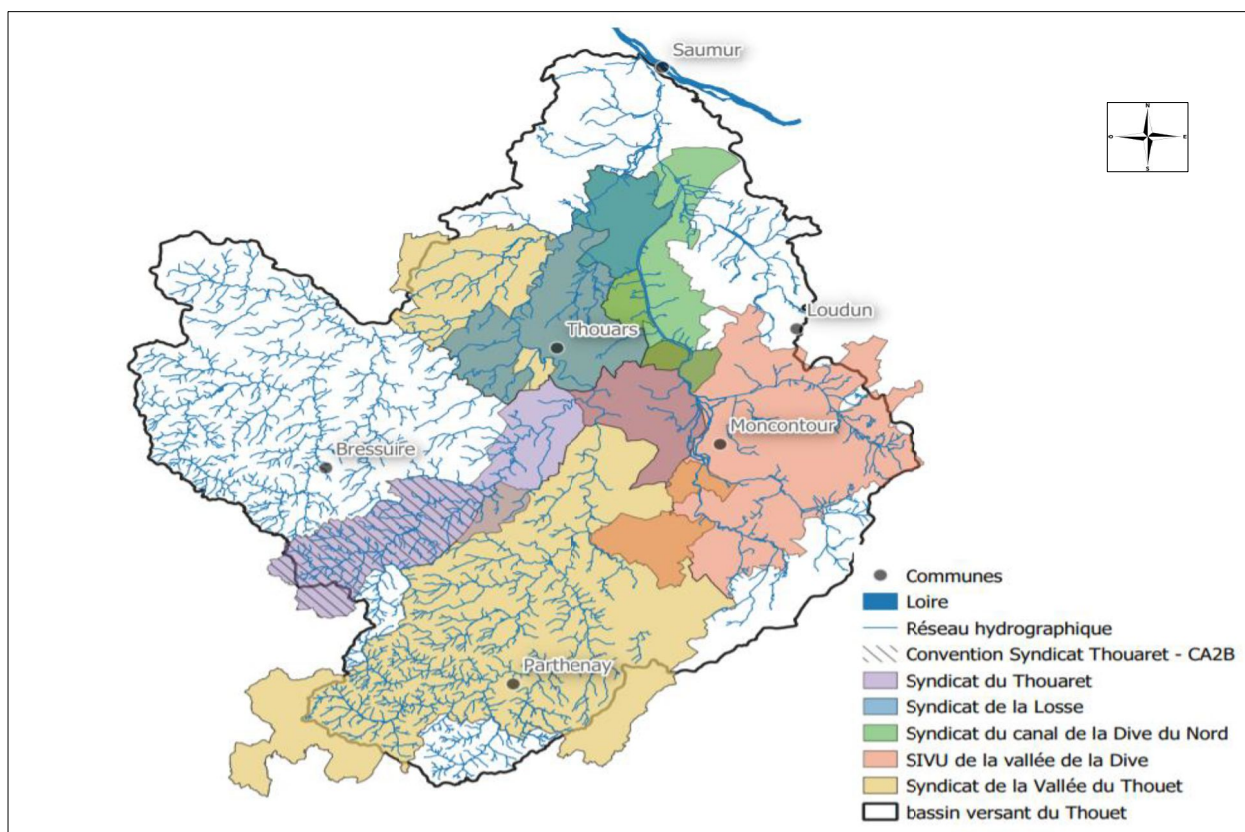 Saumur
N
O E
S
Loudun
Thouars
Moncontour
Bressuire
Parthenay
Communes
Loire
Réseau hydrographique
Convention Syndicat Thouaret - CA2B
Syndicat du Thouaret
Syndicat de la Losse
Syndicat du canal de la Dive du Nord
SIVU de la vallée de la Dive
Syndicat de la Vallée du Thouet
bassin versant du Thouet